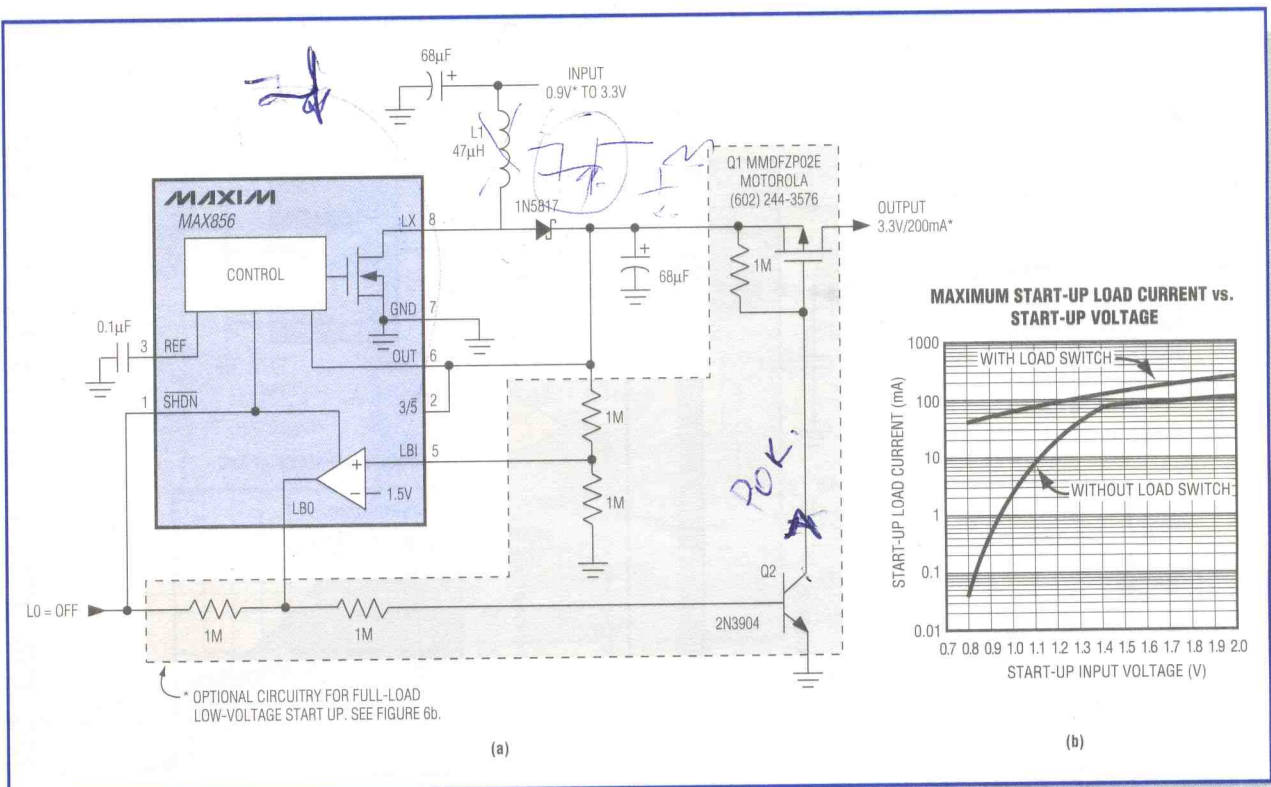 68µF
+
INPUT
0.9V* TO 3.3V
L1
47µH
Q1 MMDFZP02E
MOTOROLA
(602) 244-3576
MAXIM
MAX856
LX
8
1N5817
OUTPUT
3.3V/200mA*
CONTROL
+
68µF
1M
GND
7
0.1µF
3
REF
OUT
6
1
SHDN
3/5
2
1M
LBI
5
+
−
1.5V
LBO
1M
POK.
L0 = OFF
1M
1M
Q2
2N3904
* OPTIONAL CIRCUITRY FOR FULL-LOAD
LOW-VOLTAGE START UP. SEE FIGURE 6b.
(a)
MAXIMUM START-UP LOAD CURRENT vs.
START-UP VOLTAGE
START-UP LOAD CURRENT (mA)
1000
100
10
1
0.1
0.01
WITH LOAD SWITCH
WITHOUT LOAD SWITCH
0.7 0.8 0.9 1.0 1.1 1.2 1.3 1.4 1.5 1.6 1.7 1.8 1.9 2.0
START-UP INPUT VOLTAGE (V)
(b)